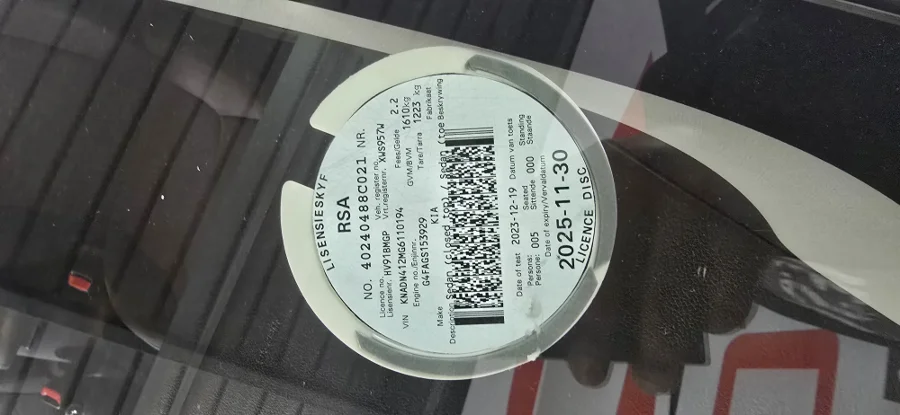 LISENSIESKYF
RSA
NO. 40240488C021 NR.
Licence no. Veh. register no.
Lisensienr. HV91BMGP Vrt.registernr. XWS957W
Fees/Gelde 2.2
VIN KNADN412MG6110194 GVM/BVM 1610kg
Engine no./Enjinnr. Tare/Tarra 1223 kg
G4FAGS153929
Make KIA Fabrikaat
Description Sedan (closed top) / Sedan (toe Beskrywing
Date of test 2023-12-19 Datum van toets
Persons: 005 Seated 000 Standing
Persone: Sittende Staande
Date of expiry/Vervaldatum
2025-11-30
LICENCE DISC